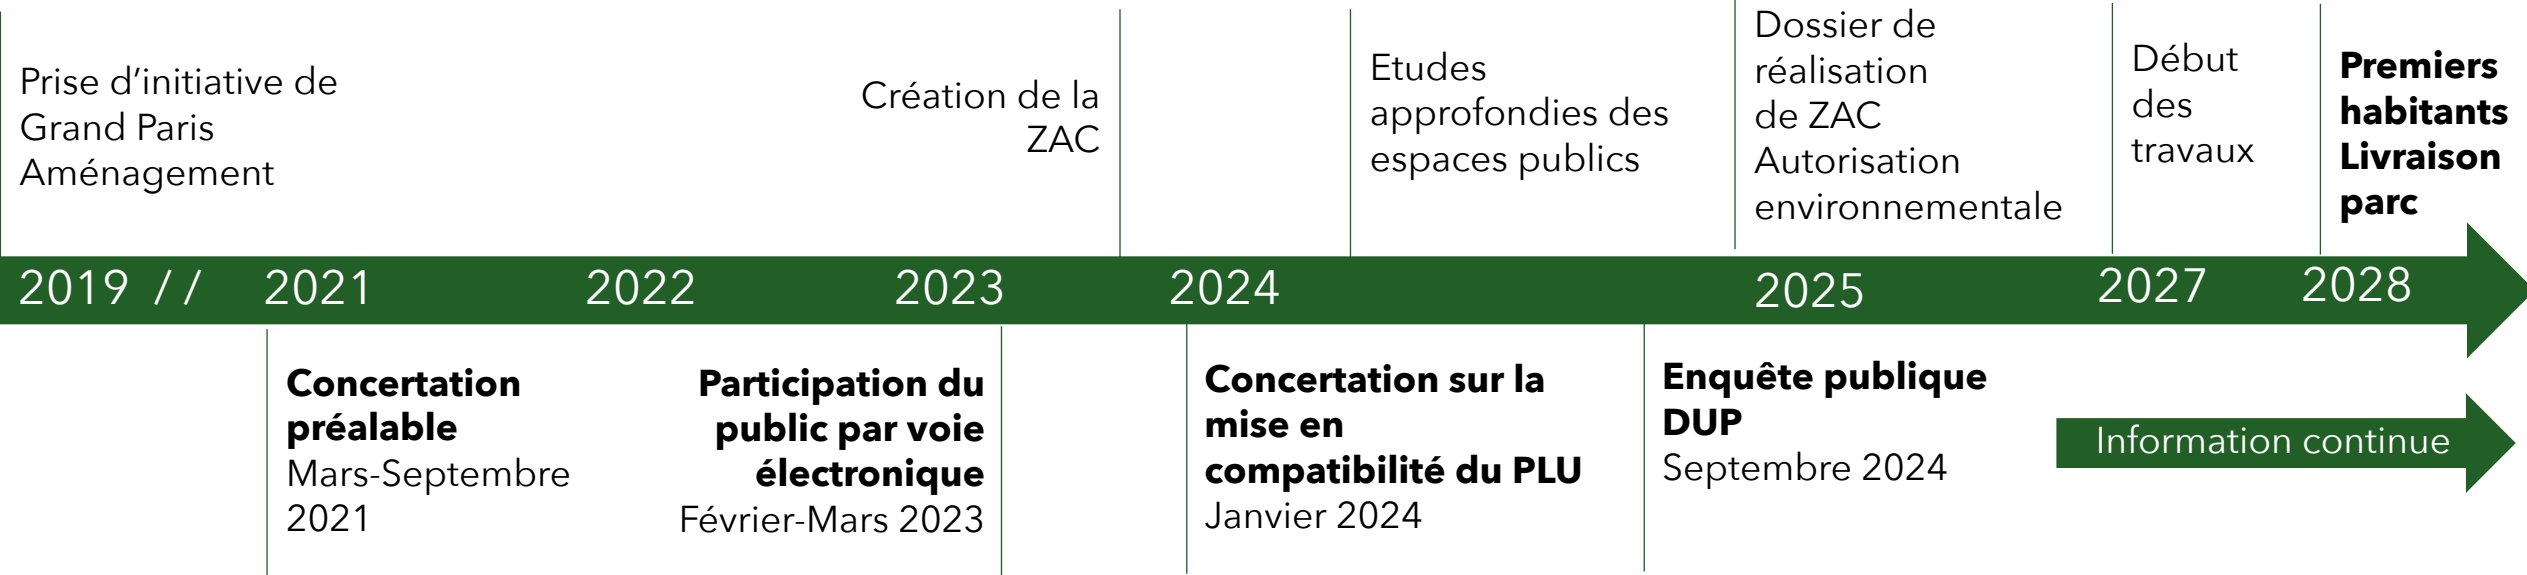 Prise d’initiative de
Grand Paris
Aménagement
Création de la
ZAC
Etudes
approfondies des
espaces publics
Dossier de
réalisation
de ZAC
Autorisation
environnementale
Début
des
travaux
Premiers
habitants
Livraison
parc
2019 // 2021 2022 2023 2024 2025 2027 2028
Concertation
préalable
Mars-Septembre
2021
Participation du
public par voie
électronique
Février-Mars 2023
Concertation sur la
mise en
compatibilité du PLU
Janvier 2024
Enquête publique
DUP
Septembre 2024
Information continue